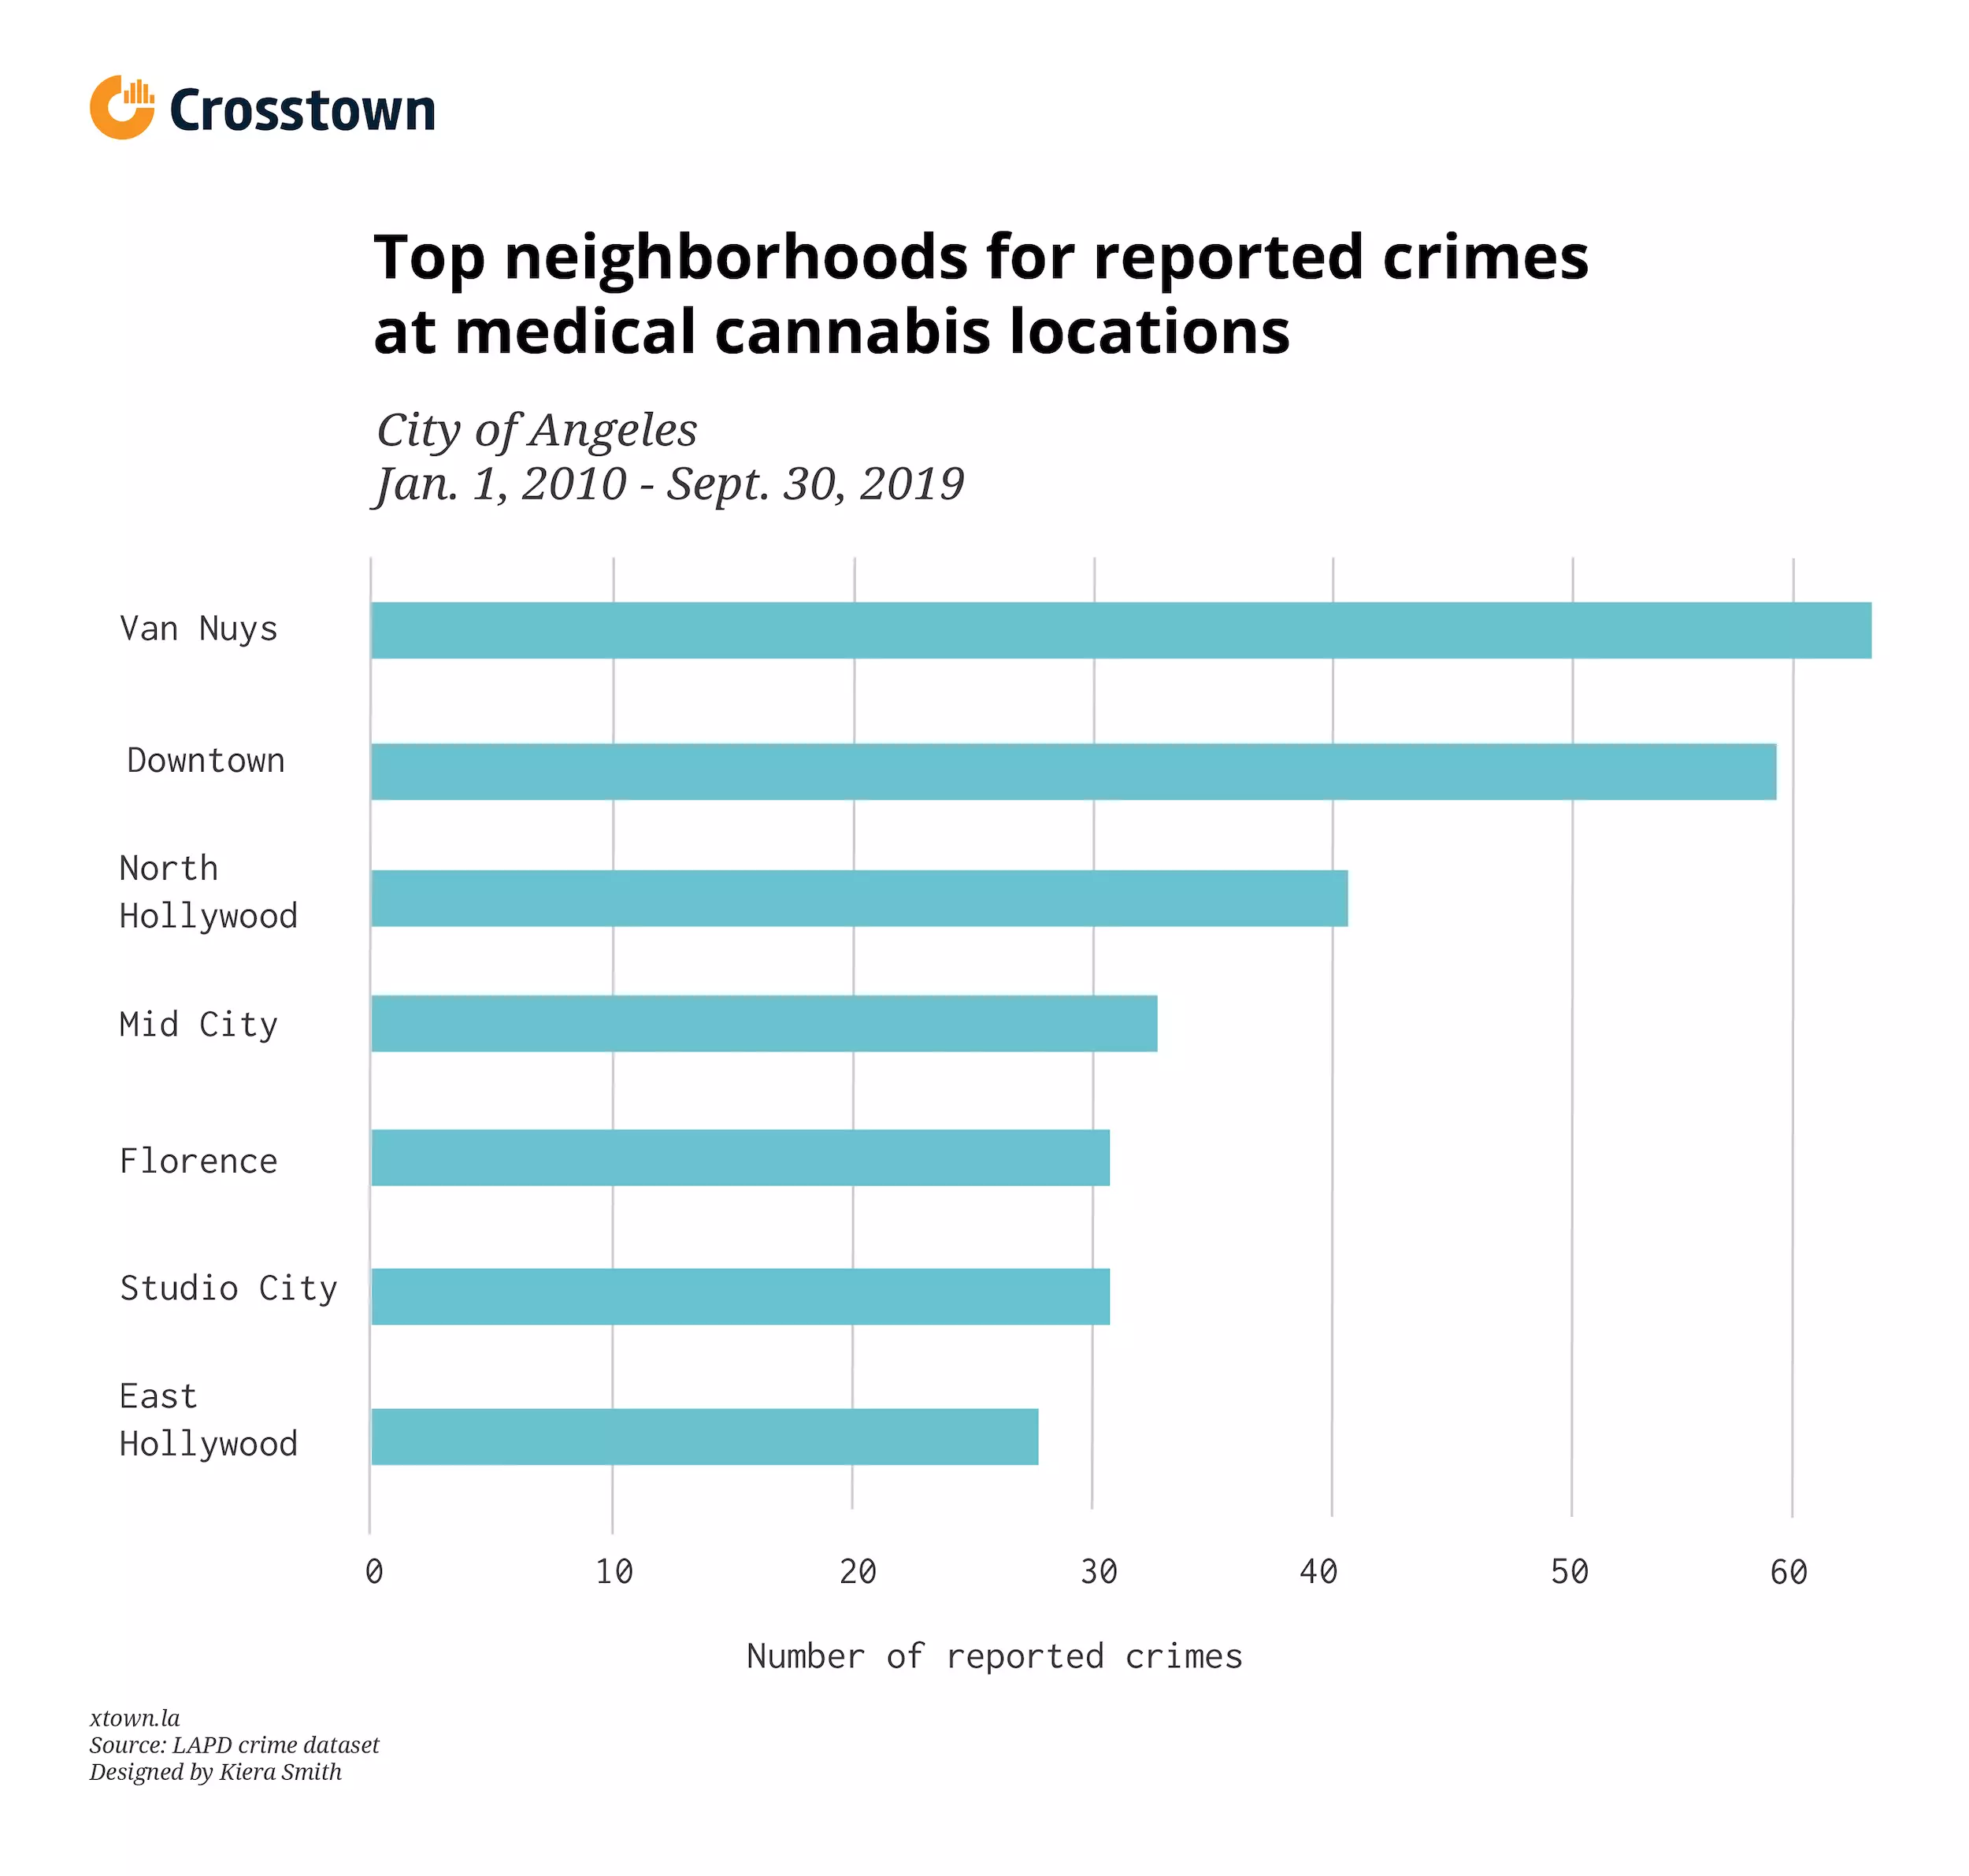 Crosstown
Top neighborhoods for reported crimes
at medical cannabis locations
City of Angeles
Jan. 1, 2010 - Sept. 30, 2019
Van Nuys
Downtown
North
Hollywood
Mid City
Florence
Studio City
East
Hollywood
0 10 20 30 40 50 60
Number of reported crimes
xtown.la
Source: LAPD crime dataset
Designed by Kiera Smith